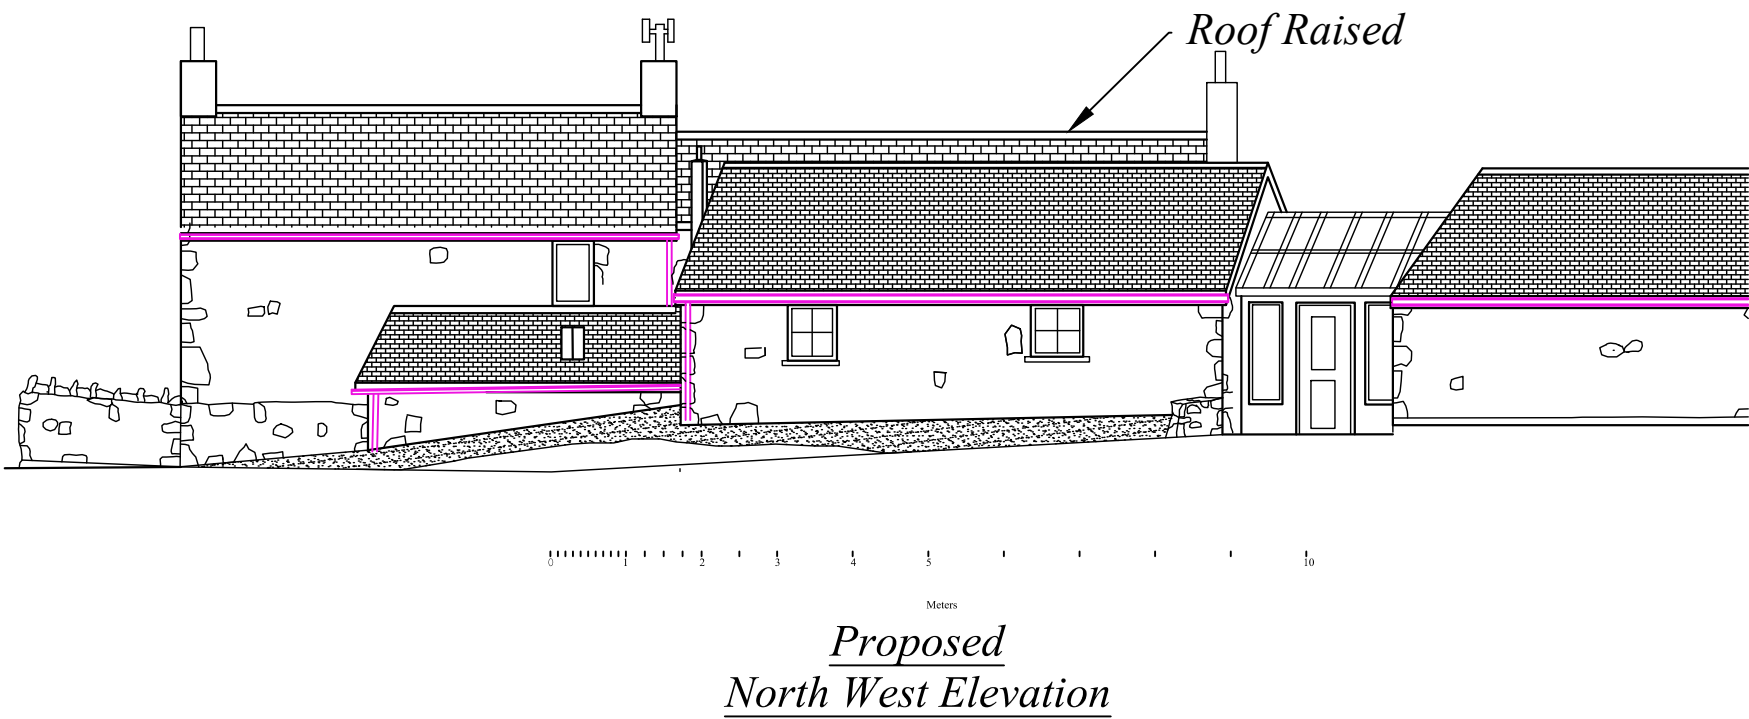 Roof Raised
0 1 2 3 4 5 10
Meters
Proposed
North West Elevation